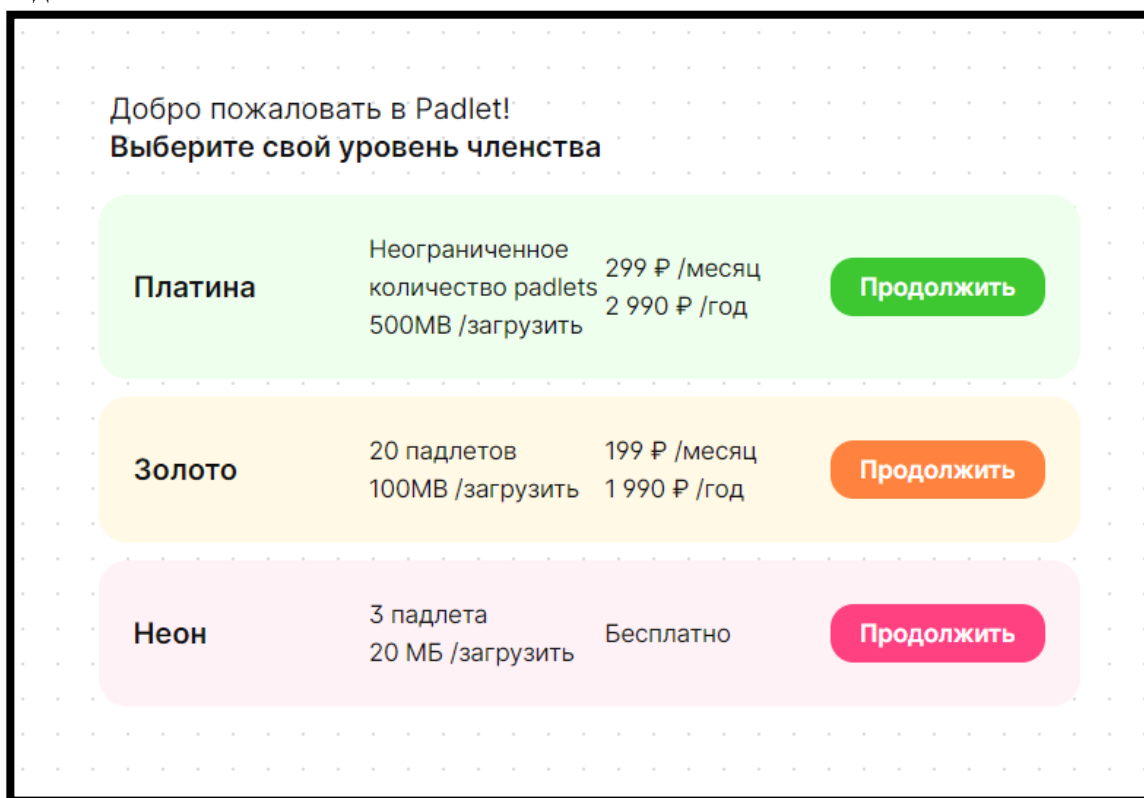 Добро пожаловать в Padlet!
Выберите свой уровень членства
Платина
Неограниченное
количество padlets
500MB /загрузить
299 ₽ /месяц
2 990 ₽ /год
Продолжить
Золото
20 падлетов
100MB /загрузить
199 ₽ /месяц
1 990 ₽ /год
Продолжить
Неон
3 падлета
20 МБ /загрузить
Бесплатно
Продолжить